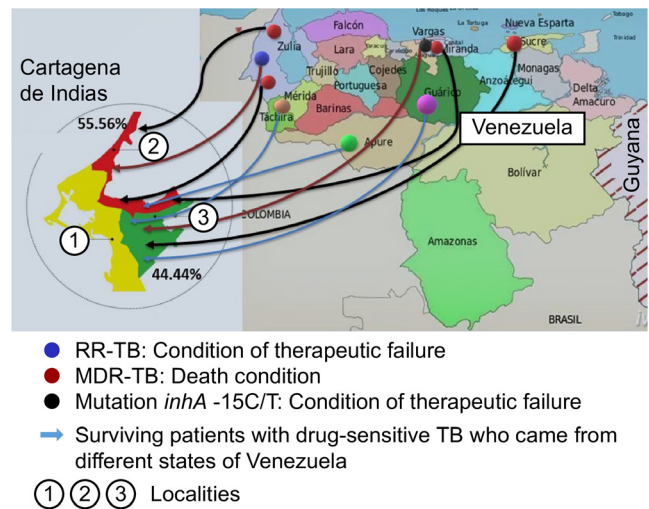 Tobago
La Tortuga
Nueva Esparta
Trinidad
Falcón
Vargas
Zulia
Lara
Miranda
Sucre
Cartagena
de Indias
Trujillo
Cojedes
Monagas
Portuguesa
Anzoátegui
Mérida
Guárico
Delta
Amacuro
Barinas
Táchira
55.56%
2
Venezuela
Apure
Guyana
Bolívar
3
COLOMBIA
1
Amazonas
44.44%
BRASIL
RR-TB: Condition of therapeutic failure
MDR-TB: Death condition
Mutation inhA -15C/T: Condition of therapeutic failure
Surviving patients with drug-sensitive TB who came from
different states of Venezuela
1 2 3 Localities